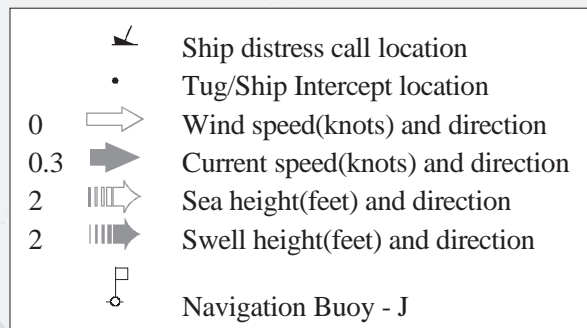 Ship distress call location
Tug/Ship Intercept location
0 Wind speed(knots) and direction
0.3 Current speed(knots) and direction
2 Sea height(feet) and direction
2 Swell height(feet) and direction
Navigation Buoy - J